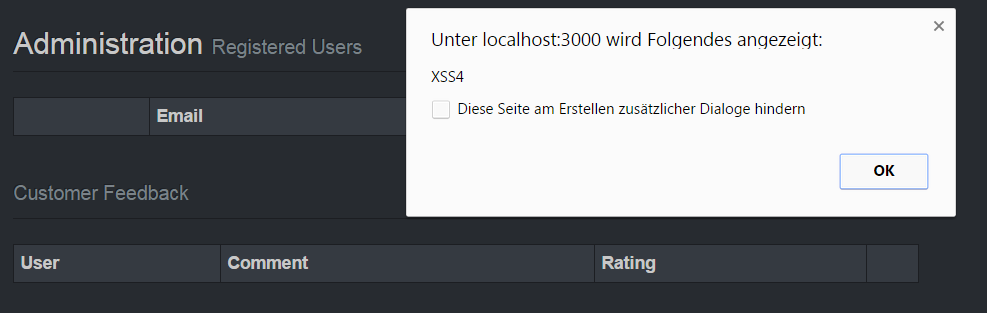 Administration Registered Users
Email
Customer Feedback
User Comment Rating
Unter localhost:3000 wird Folgendes angezeigt:
XSS4
Diese Seite am Erstellen zusätzlicher Dialoge hindern
OK